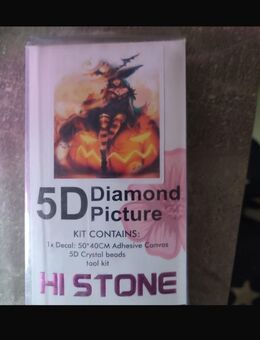 5D Diamond
Picture
KIT CONTAINS:
1x Decal: 50*40CM Adhesive Canvas
5D Crystal beads
tool kit
HI STONE